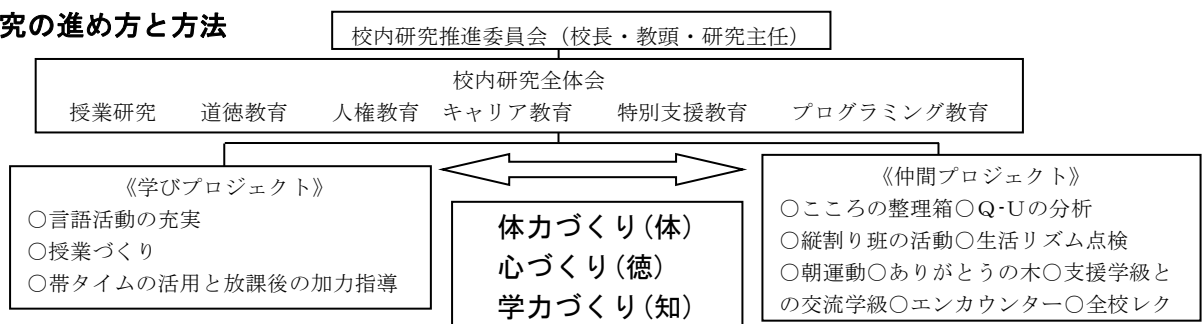 究の進め方と方法
校内研究推進委員会（校長・教頭・研究主任）
校内研究全体会
授業研究　道徳教育　人権教育　キャリア教育　特別支援教育　プログラミング教育
《学びプロジェクト》
○言語活動の充実
○授業づくり
○帯タイムの活用と放課後の加力指導
体力づくり(体)
心づくり(徳)
学力づくり(知)
《仲間プロジェクト》
○こころの整理箱○Q-Uの分析
○縦割り班の活動○生活リズム点検
○朝運動○ありがとうの木○支援学級と
の交流学級○エンカウンター○全校レク